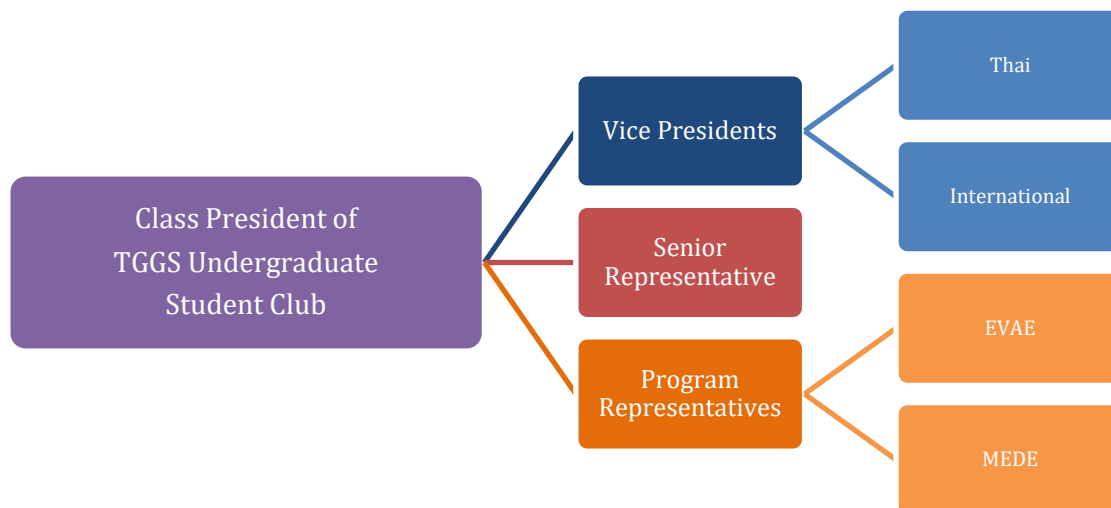 Class President of
TGGS Undergraduate
Student Club
Vice Presidents
Thai
International
Senior
Representative
Program
Representatives
EVAE
MEDE